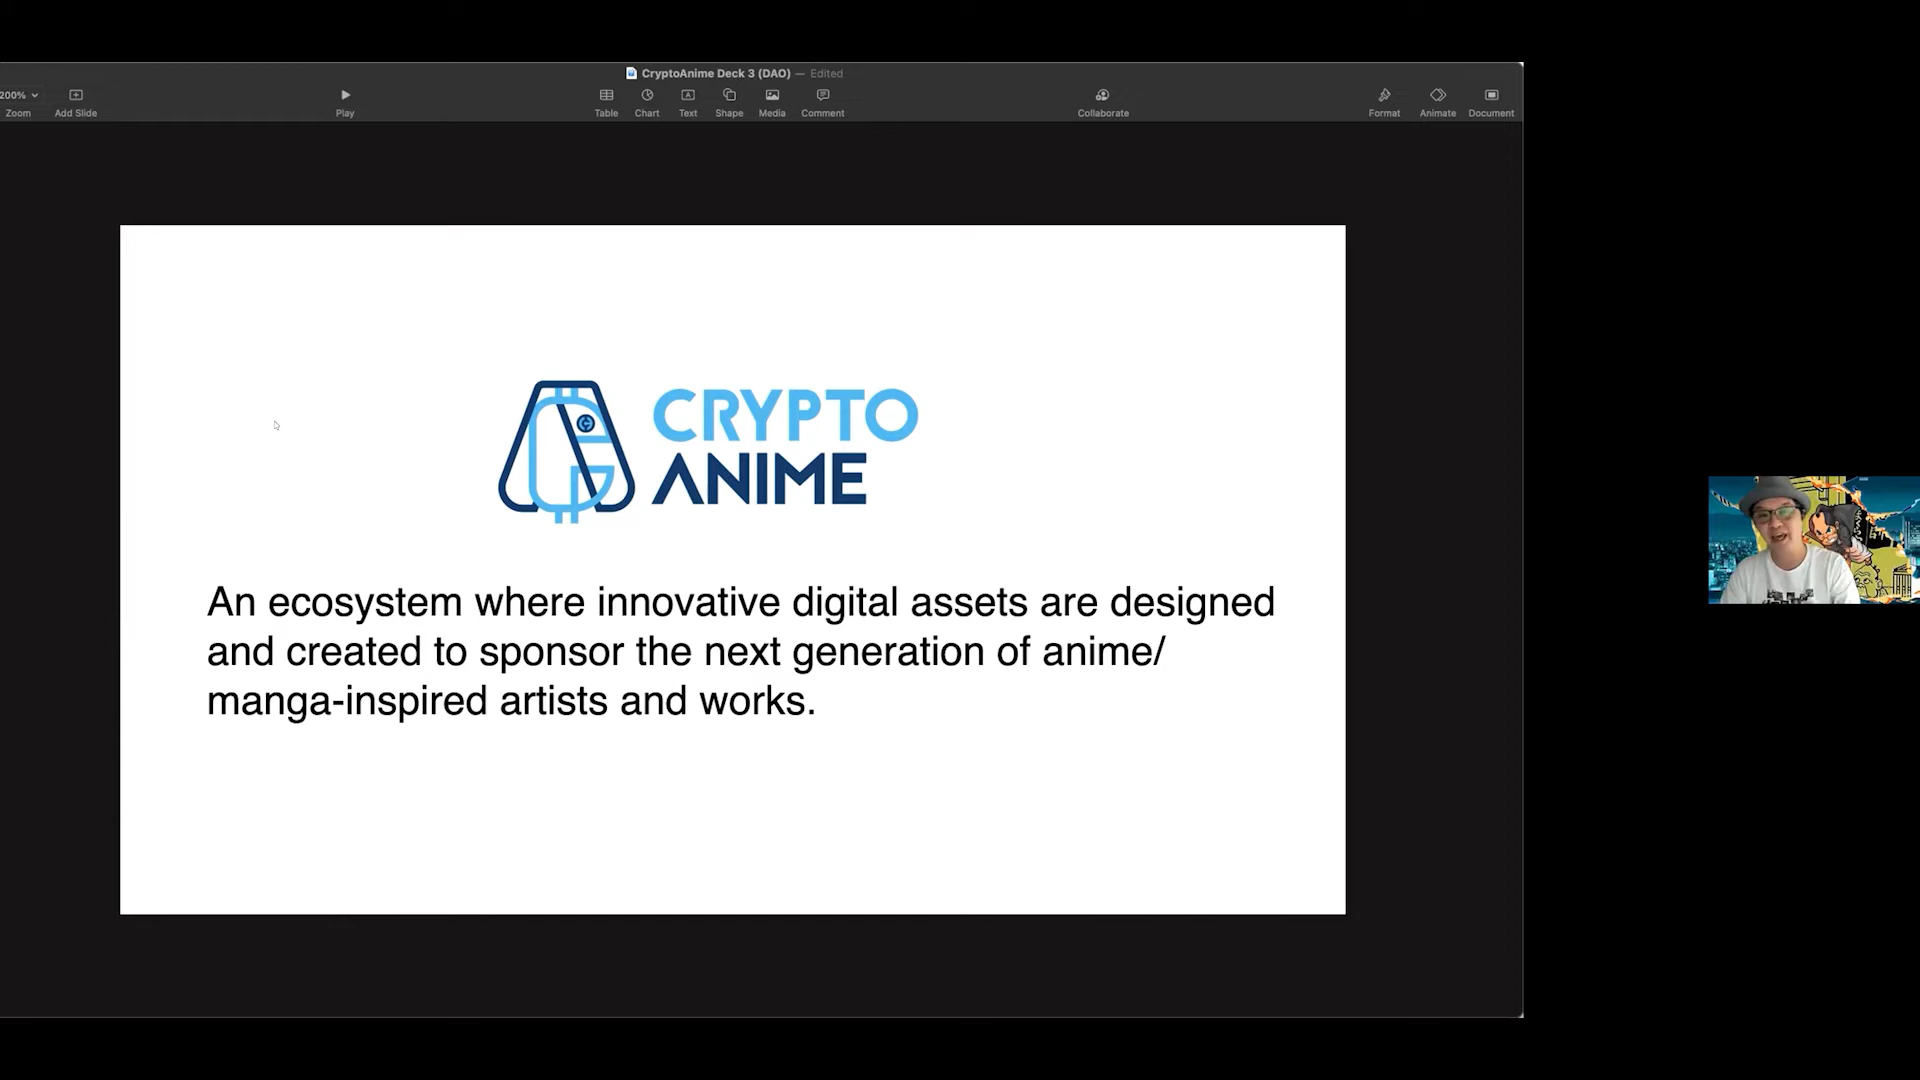 CryptoAnime Deck 3 (DAO) — Edited
200%
Zoom
Add Slide
Play
Table
Chart
Text
Shape
Media
Comment
Collaborate
Format
Animate
Document
CRYPTO
ANIME
An ecosystem where innovative digital assets are designed
and created to sponsor the next generation of anime/
manga-inspired artists and works.